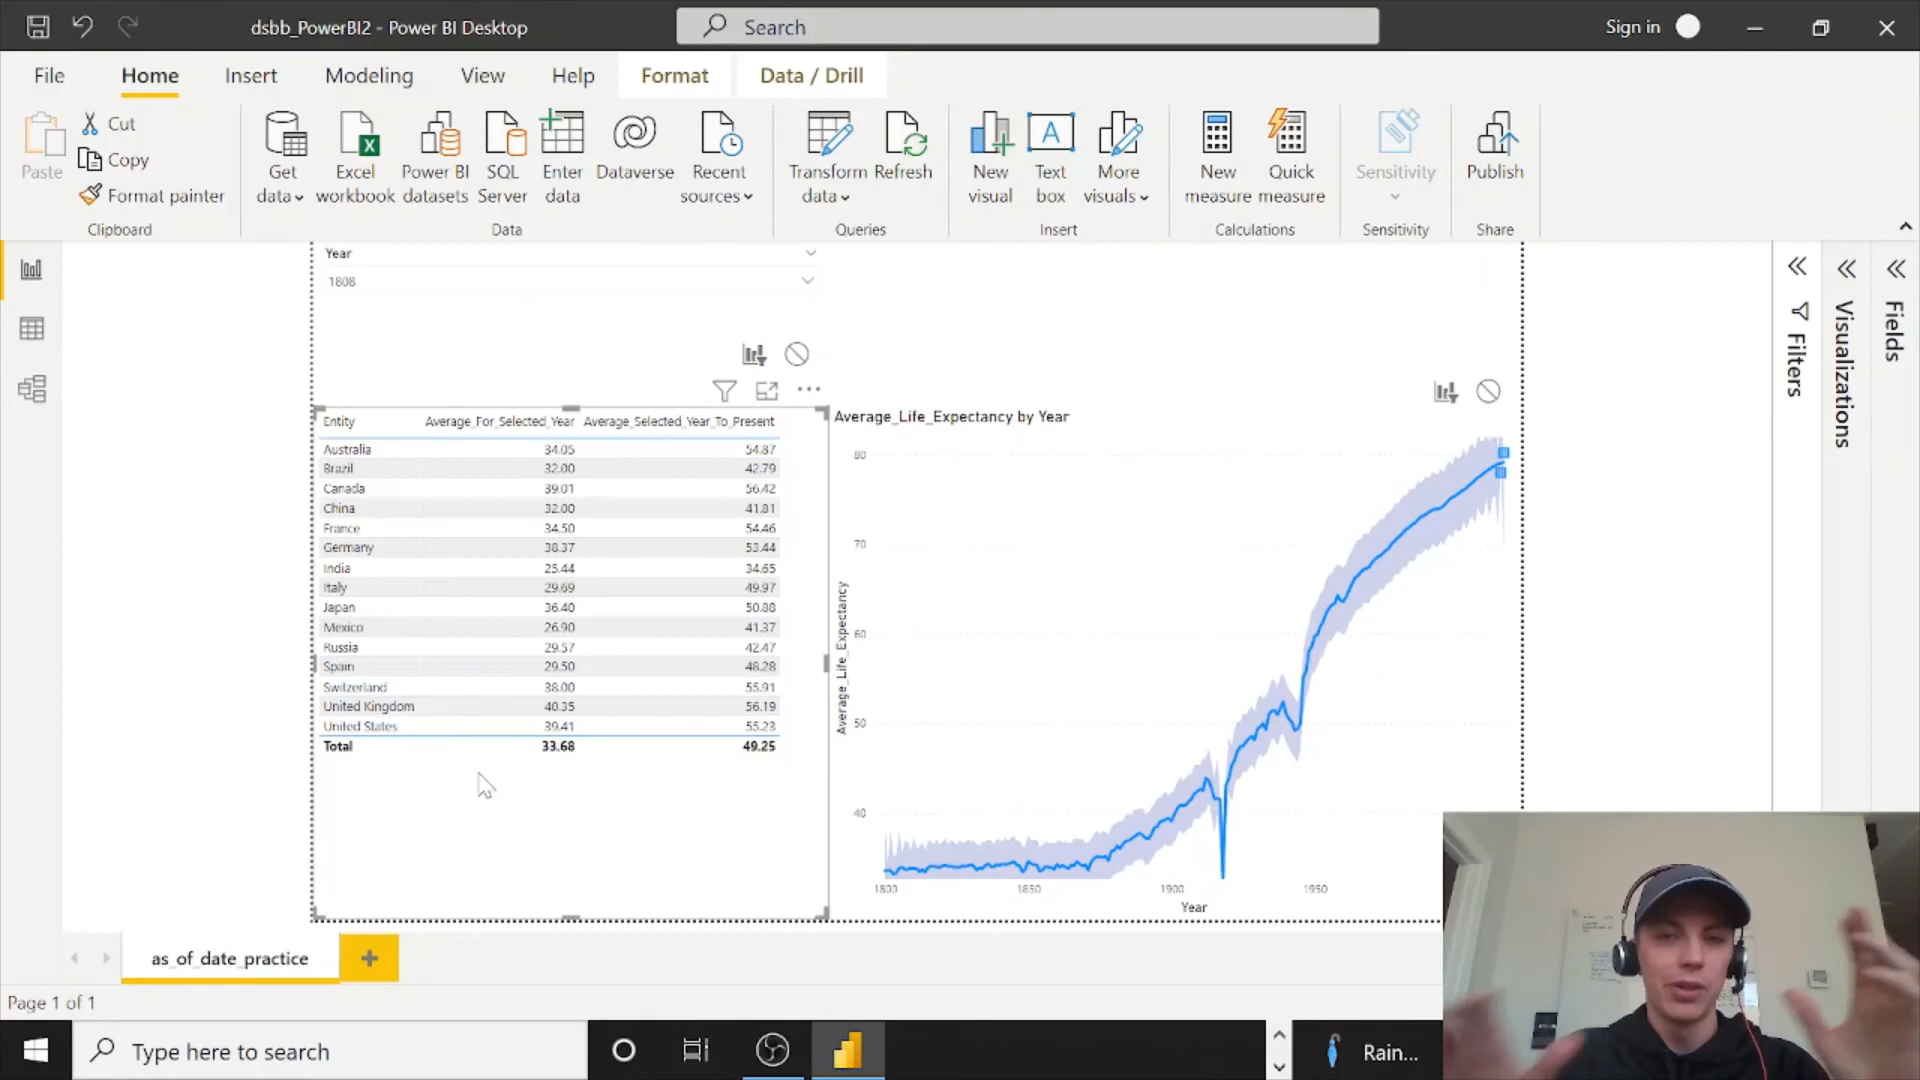 dsbb_PowerBI2 - Power BI Desktop
Search
Sign in
File Home Insert Modeling View Help Format Data / Drill
Paste
Cut
Copy
Format painter
Clipboard
Get data
Excel workbook
Power BI datasets
SQL Server
Enter data
Dataverse
Recent sources
Data
Transform data
Refresh
Queries
New visual
Text box
More visuals
Insert
New measure
Quick measure
Calculations
Sensitivity
Sensitivity
Publish
Share
Year
1808
Filters
Visualizations
Fields
Entity Average_For_Selected_Year Average_Selected_Year_To_Present
Australia 34.05 54.87
Brazil 32.00 42.79
Canada 39.01 56.42
China 32.00 41.81
France 34.50 54.46
Germany 38.37 53.44
India 25.44 34.65
Italy 29.69 49.97
Japan 36.40 50.88
Mexico 26.90 41.37
Russia 29.57 42.47
Spain 29.50 48.28
Switzerland 38.00 55.91
United Kingdom 40.35 56.19
United States 39.41 55.23
Total 33.68 49.25
Average_Life_Expectancy by Year
80
70
60
50
40
Average_Life_Expectancy
1800 1850 1900 1950
Year
as_of_date_practice
Page 1 of 1
Type here to search
Rain...